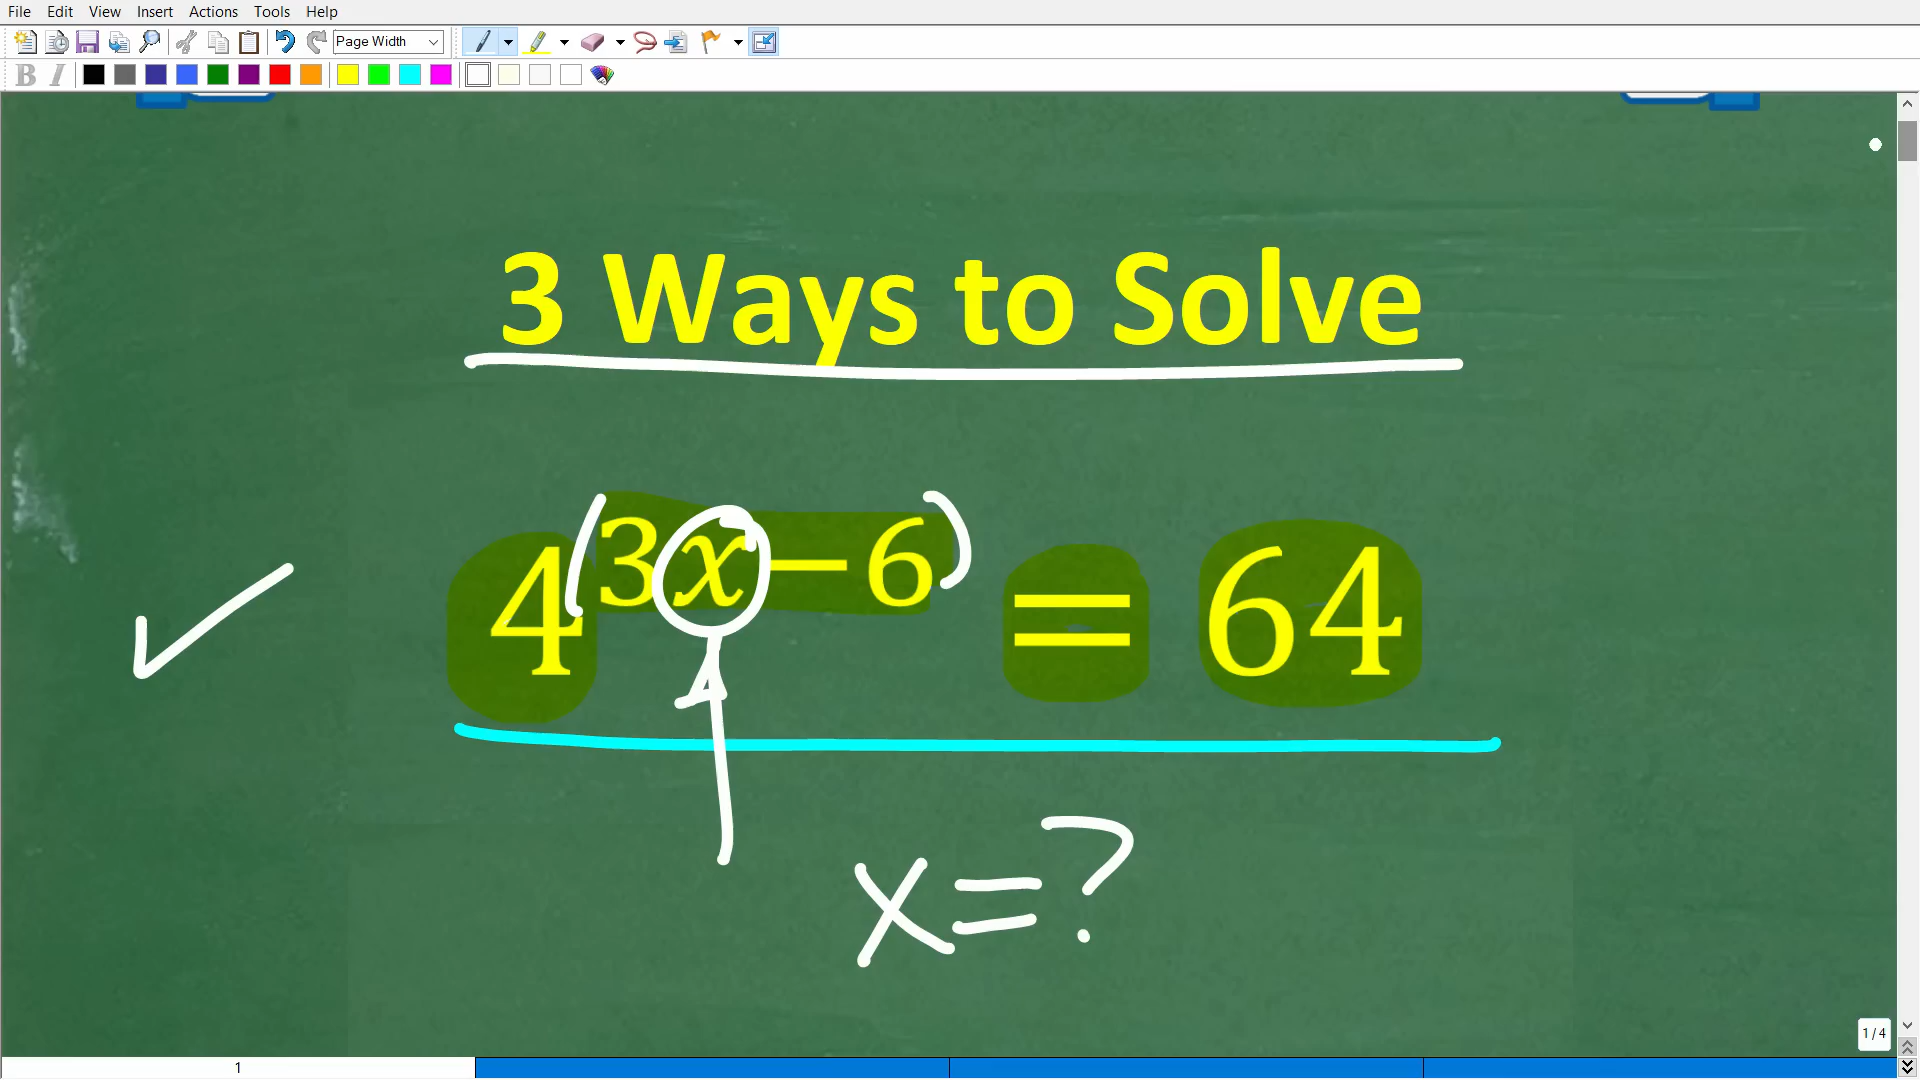 File Edit View Insert Actions Tools Help
Page Width
B I
3 Ways to Solve
4^(3x−6) = 64
x=?
1 / 4
1